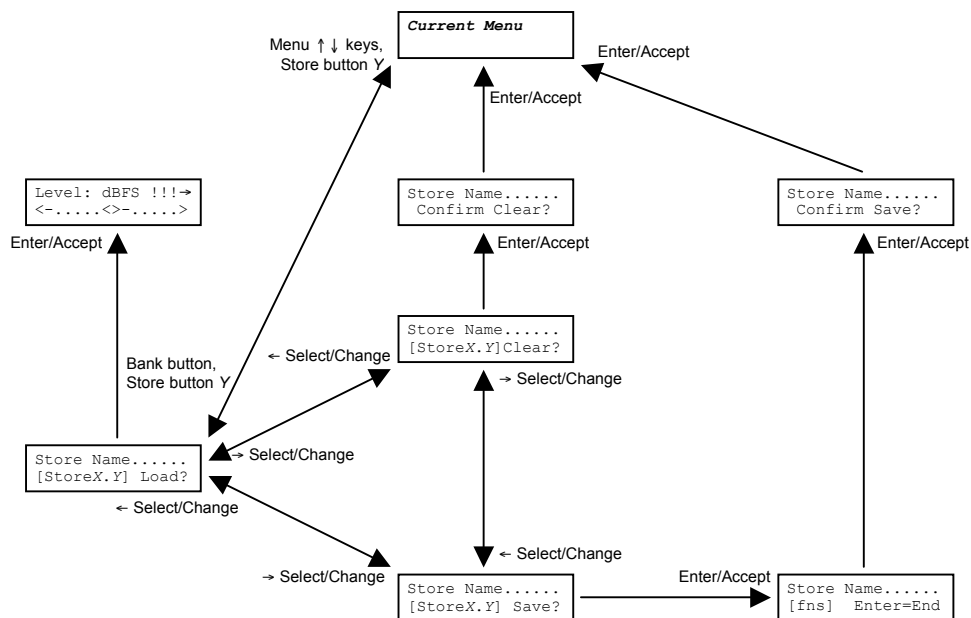 Current Menu
Menu ↑↓ keys,
Store button Y
Enter/Accept
Enter/Accept
Level: dBFS !!!→
<-.....<>-.....>
Store Name......
Confirm Clear?
Store Name......
Confirm Save?
Enter/Accept
Enter/Accept
Enter/Accept
Store Name......
[StoreX.Y]Clear?
← Select/Change
Bank button,
Store button Y
→ Select/Change
Store Name......
[StoreX.Y] Load?
→ Select/Change
← Select/Change
← Select/Change
→ Select/Change
Enter/Accept
Store Name......
[StoreX.Y] Save?
Store Name......
[fns] Enter=End